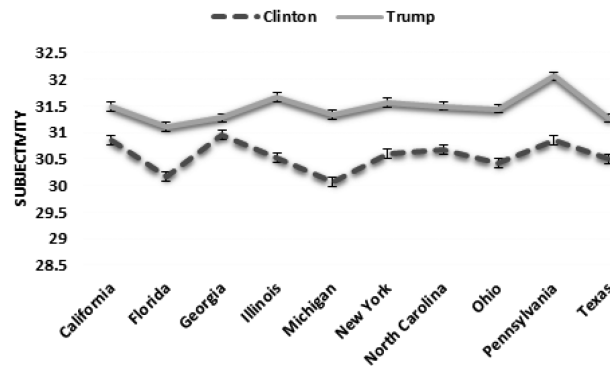 Clinton Trump
SUBJECTIVITY
32.5
32
31.5
31
30.5
30
29.5
29
28.5
California
Florida
Georgia
Illinois
Michigan
New York
North Carolina
Ohio
Pennsylvania
Texas